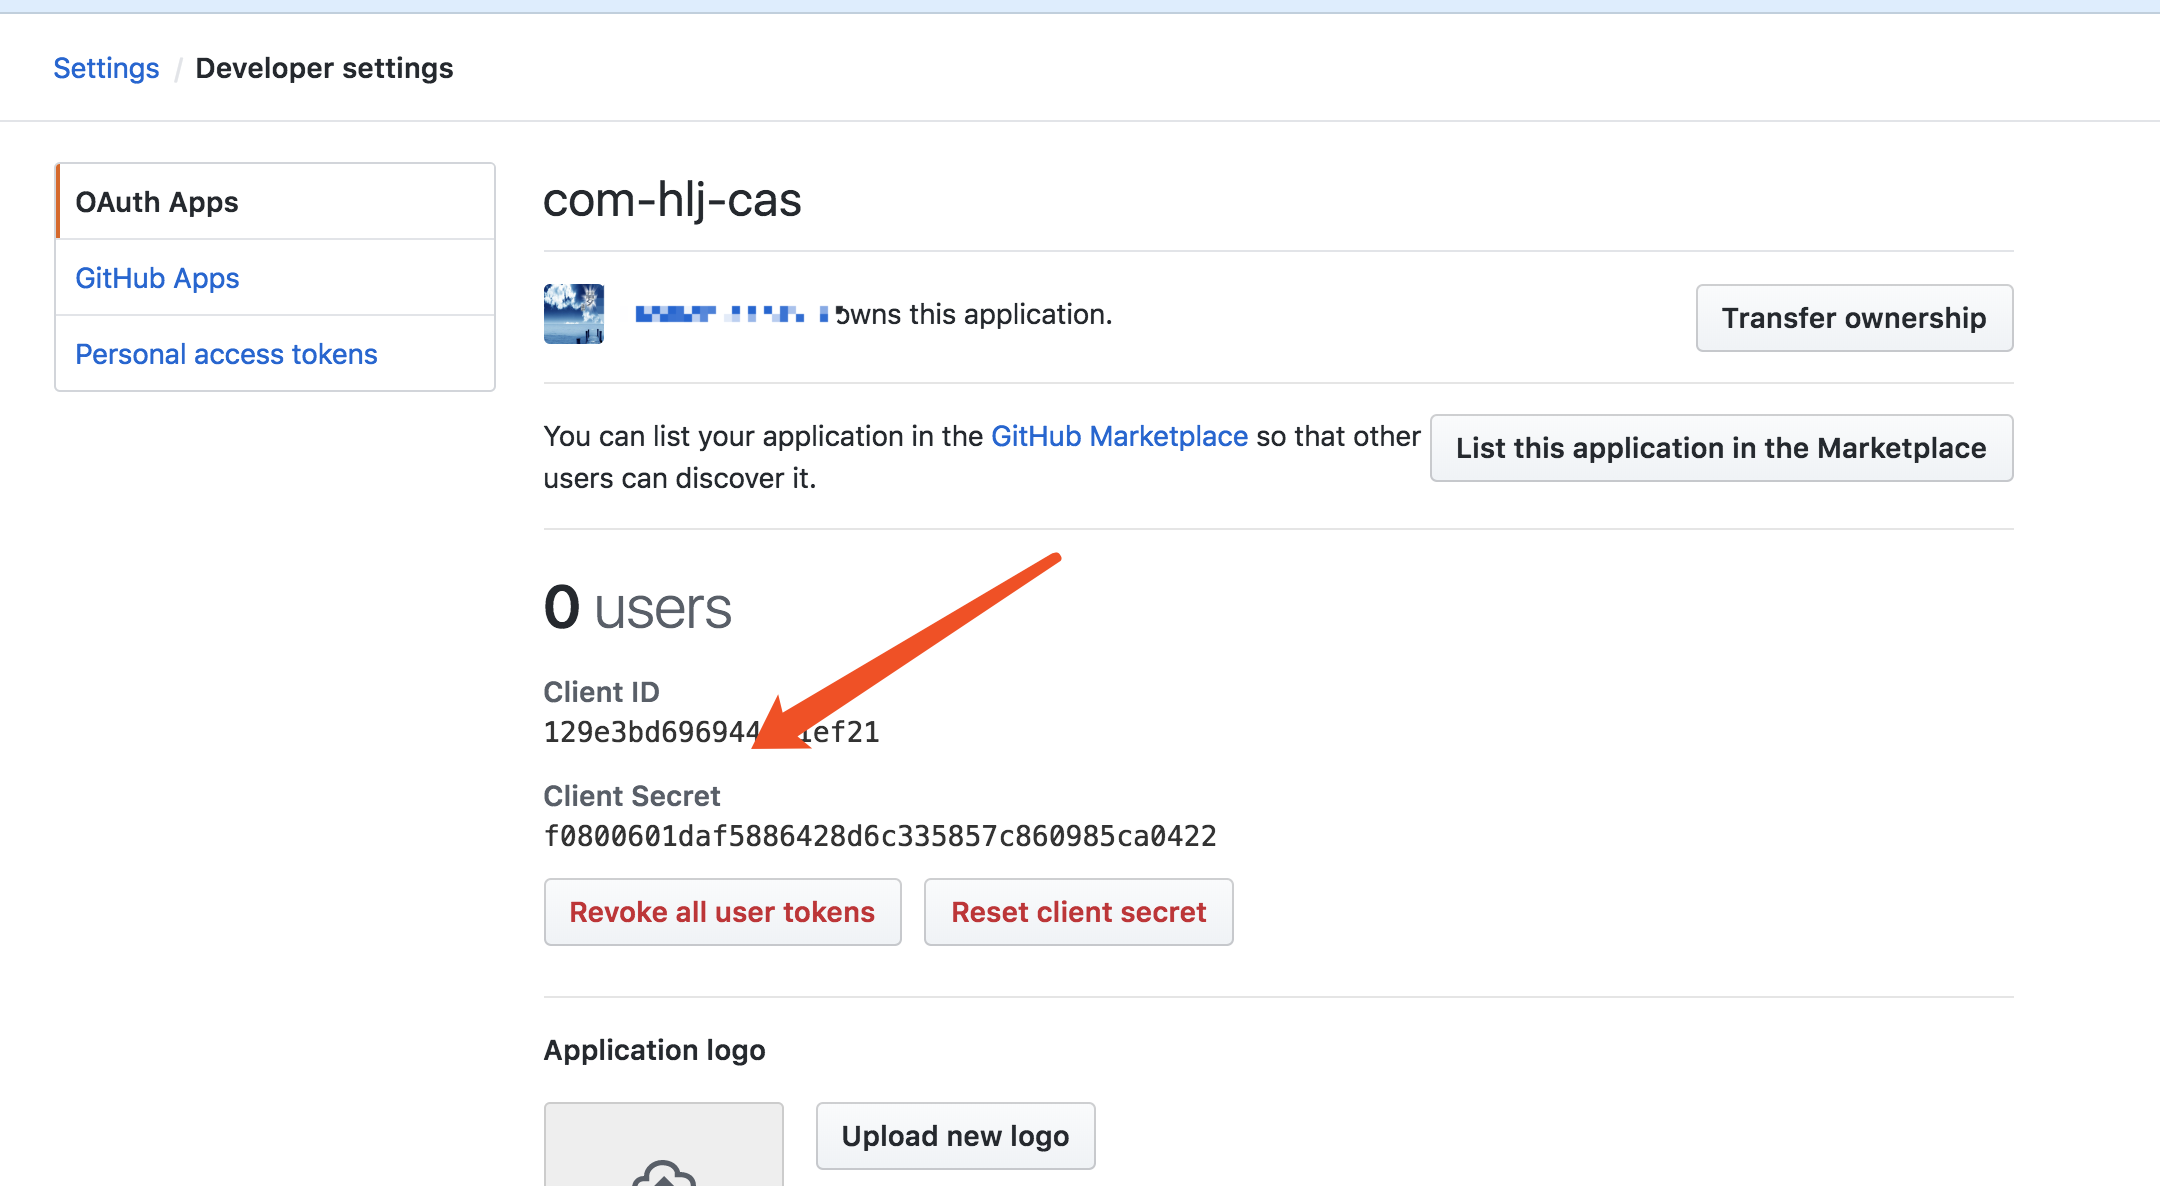 Settings / Developer settings
OAuth Apps
GitHub Apps
Personal access tokens
com-hlj-cas
owns this application.
Transfer ownership
You can list your application in the GitHub Marketplace so that other
users can discover it.
List this application in the Marketplace
0 users
Client ID
129e3bd696944 1ef21
Client Secret
f0800601daf5886428d6c335857c860985ca0422
Revoke all user tokens
Reset client secret
Application logo
Upload new logo